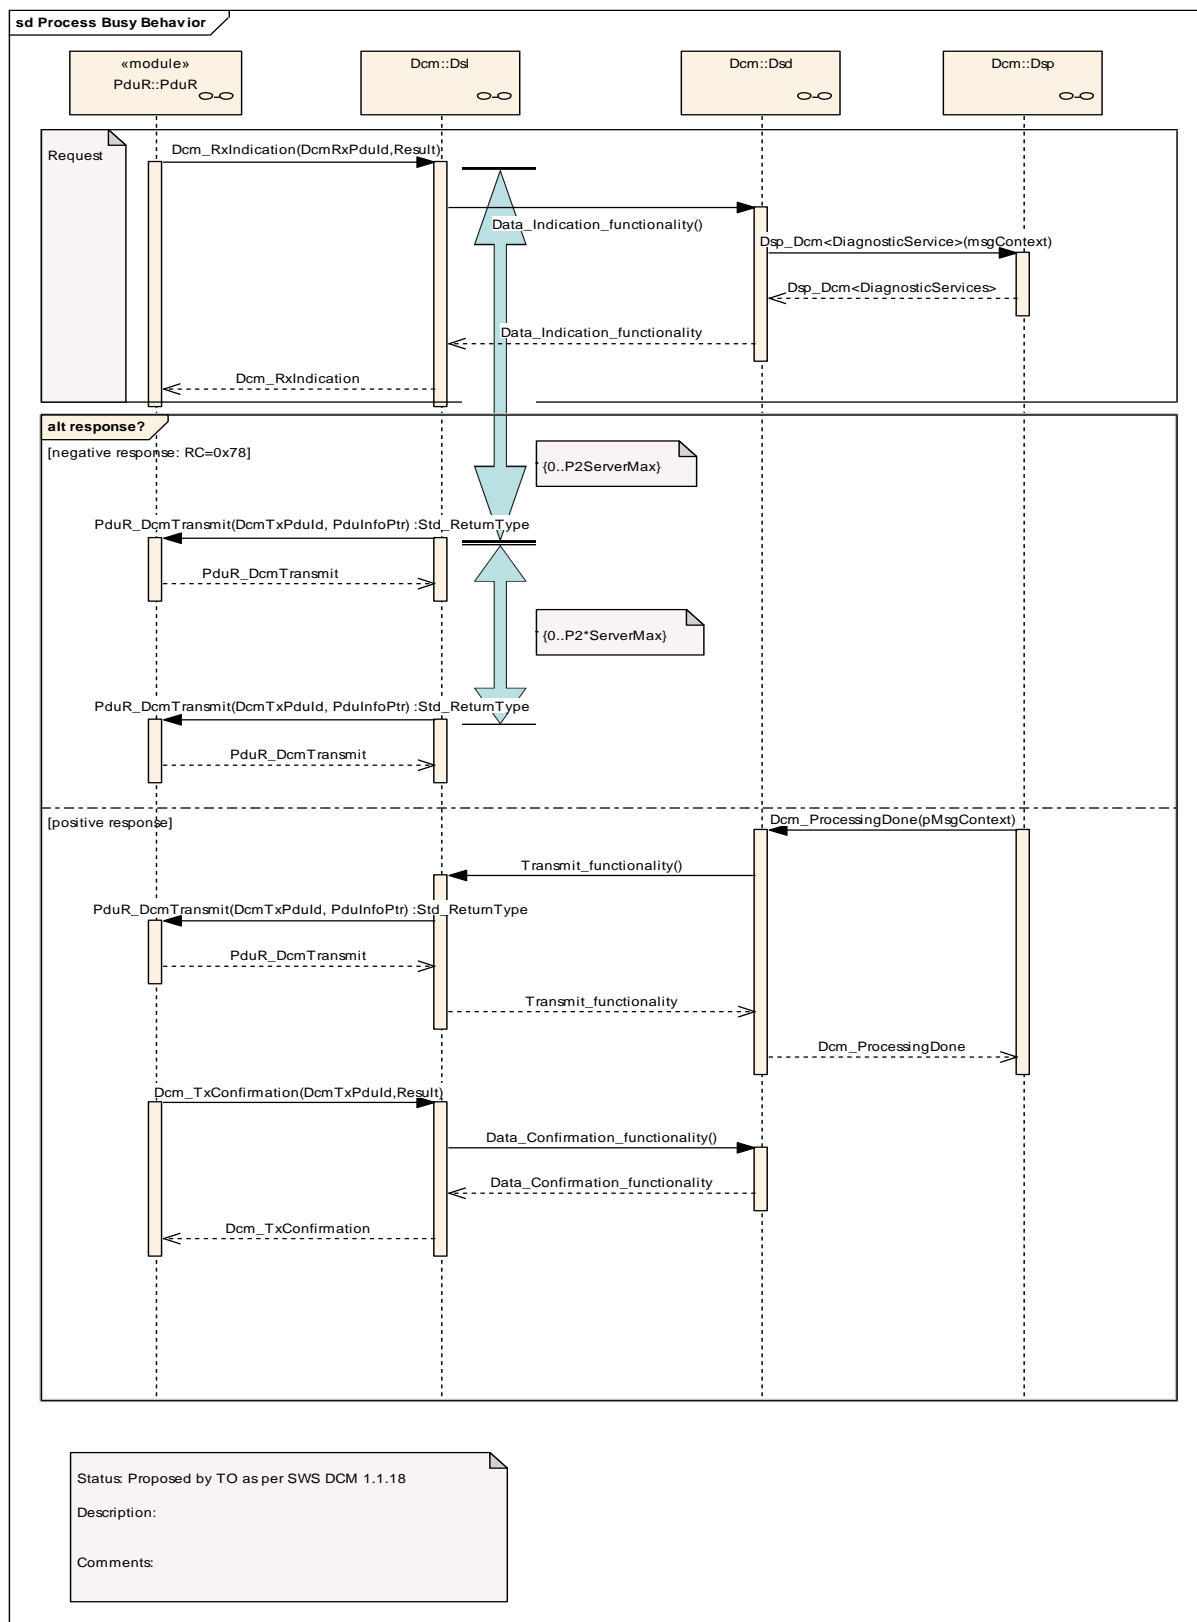 sd Process Busy Behavior
«module»
PduR::PduR
Dcm::Dsl
Dcm::Dsd
Dcm::Dsp
Request
Dcm_RxIndication(DcmRxPduId,Result)
Data_Indication_functionality()
Dsp_Dcm<DiagnosticService>(msgContext)
Dsp_Dcm<DiagnosticServices>
Data_Indication_functionality
Dcm_RxIndication
alt response?
[negative response: RC=0x78]
{0..P2ServerMax}
PduR_DcmTransmit(DcmTxPduId, PduInfoPtr) :Std_ReturnType
PduR_DcmTransmit
{0..P2*ServerMax}
PduR_DcmTransmit(DcmTxPduId, PduInfoPtr) :Std_ReturnType
PduR_DcmTransmit
[positive response]
Dcm_ProcessingDone(pMsgContext)
Transmit_functionality()
PduR_DcmTransmit(DcmTxPduId, PduInfoPtr) :Std_ReturnType
PduR_DcmTransmit
Transmit_functionality
Dcm_ProcessingDone
Dcm_TxConfirmation(DcmTxPduId,Result)
Data_Confirmation_functionality()
Data_Confirmation_functionality
Dcm_TxConfirmation
Status: Proposed by TO as per SWS DCM 1.1.18
Description:
Comments: